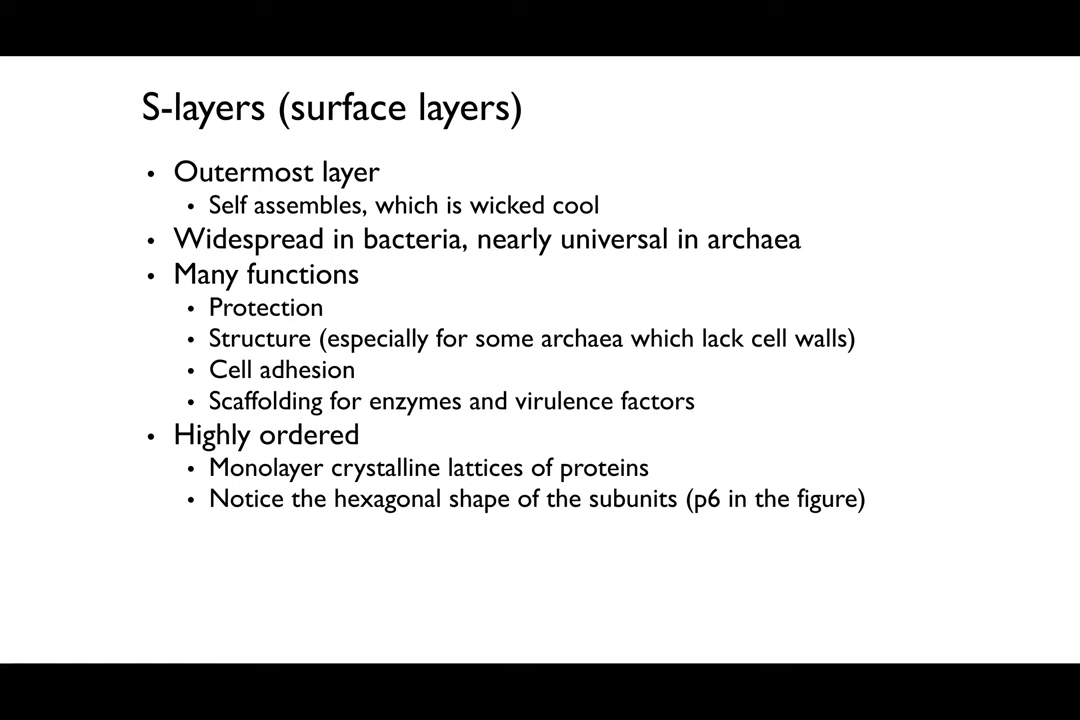 S-layers (surface layers)
• Outermost layer
• Self assembles, which is wicked cool
• Widespread in bacteria, nearly universal in archaea
• Many functions
• Protection
• Structure (especially for some archaea which lack cell walls)
• Cell adhesion
• Scaffolding for enzymes and virulence factors
• Highly ordered
• Monolayer crystalline lattices of proteins
• Notice the hexagonal shape of the subunits (p6 in the figure)